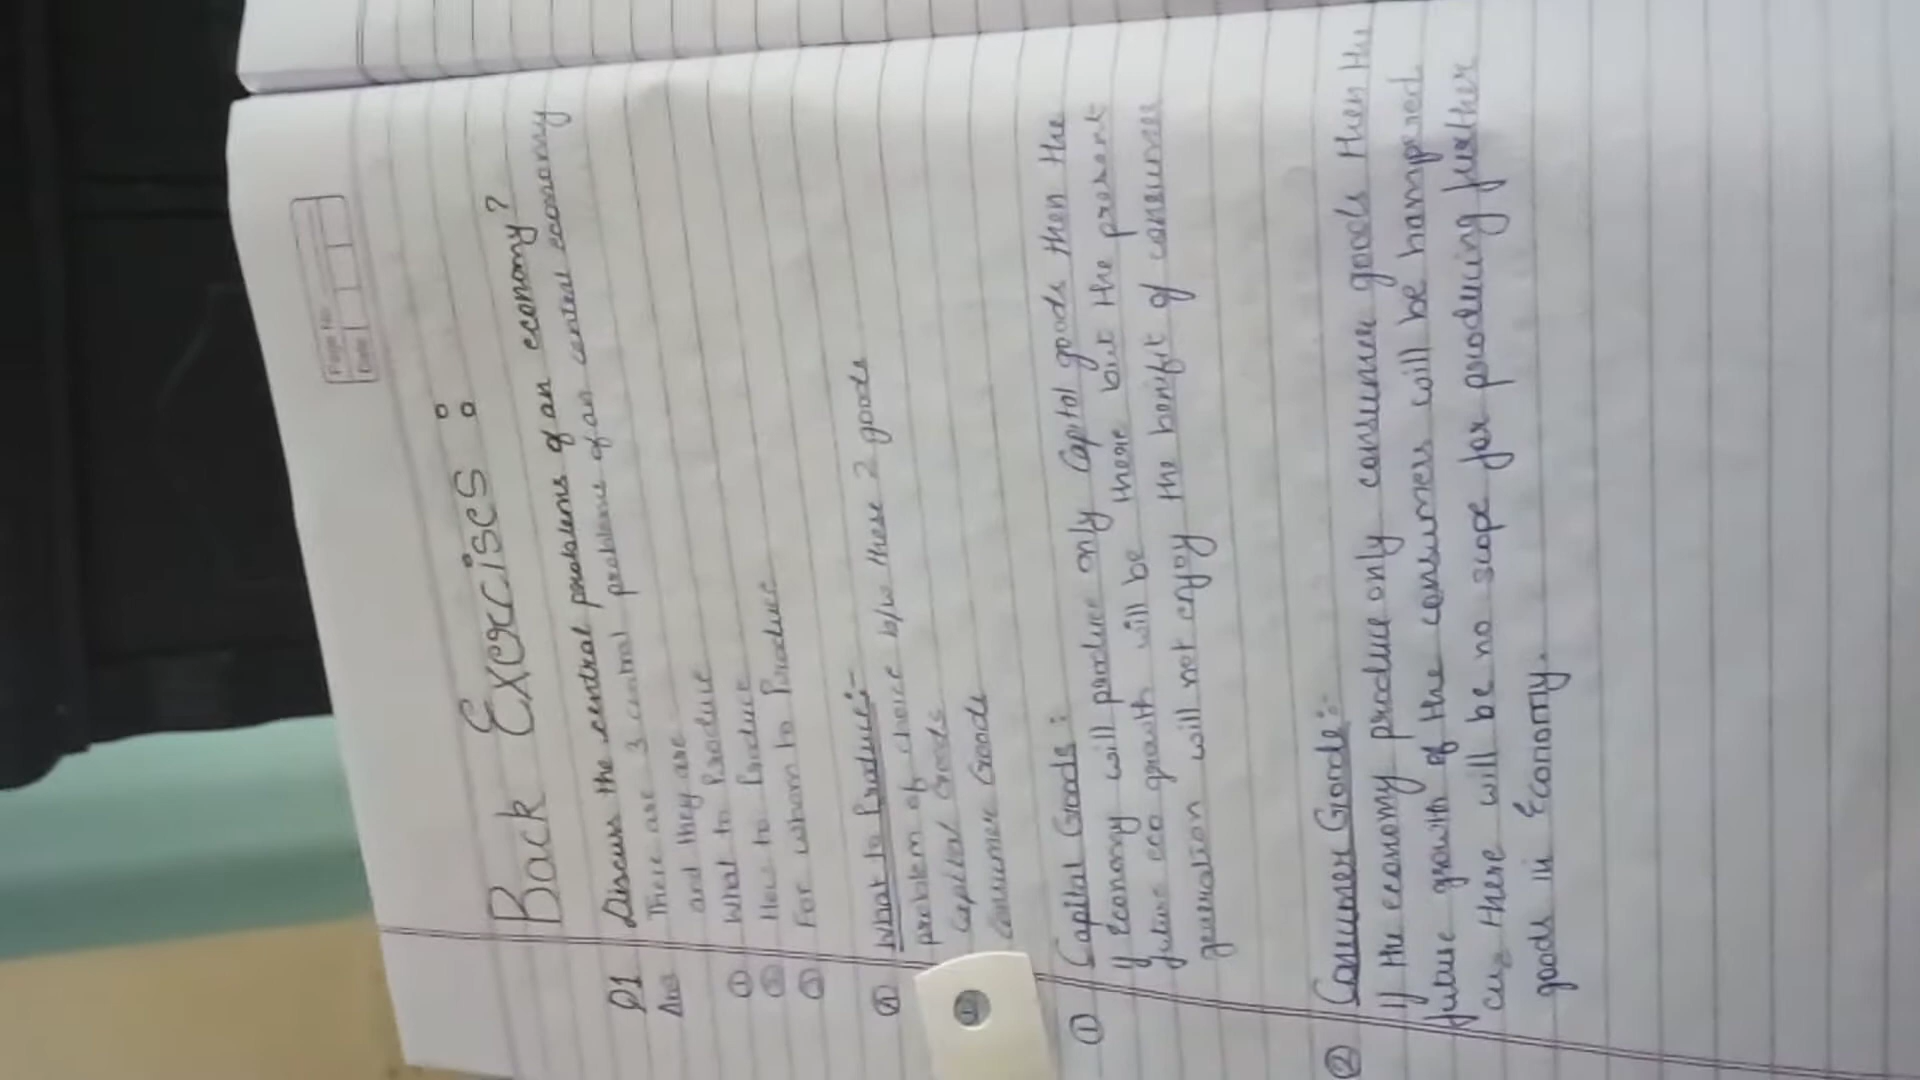 Page No.
Date
Back Exercises :
Q1 Discuss the central problems of an economy?
Ans There are 3 central problems of an central economy
and they are
① What to Produce
② How to Produce
③ For whom to Produce
Ⓐ What to Produce:-
problem of choice b/w these 2 goods
Capital Goods
Consumer Goods
① Capital Goods :
If Economy will produce only Capital goods then the
future eco growth will be there but the present
generation will not enjoy the benifit of consumer
② Consumer Goods:-
If the economy produce only consumer goods then the
future growth of the consumers will be hampered
cuz there will be no scope for producing further
goods in Economy.